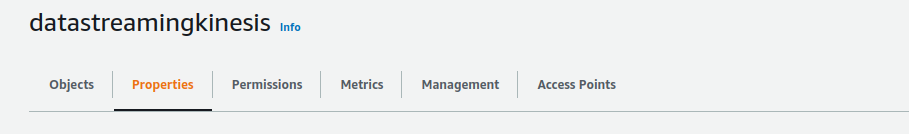 datastreamingkinesis Info
Objects Properties Permissions Metrics Management Access Points